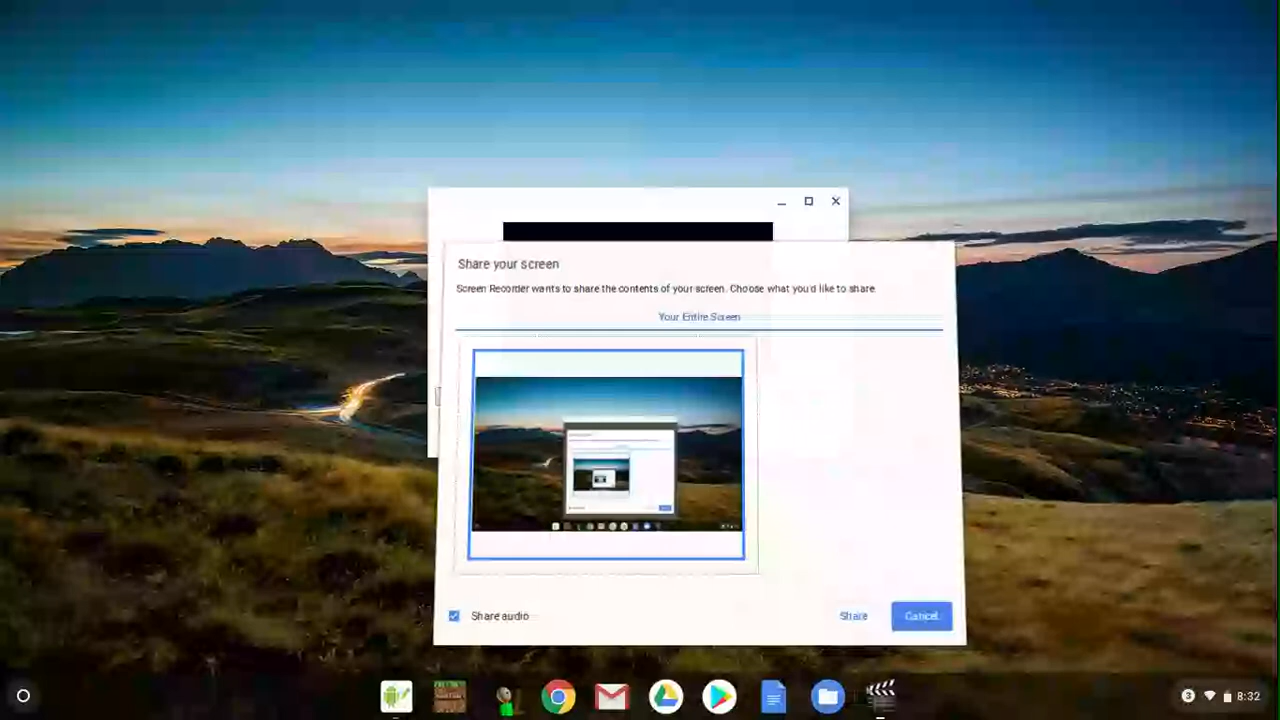 Share your screen
Screen Recorder wants to share the contents of your screen. Choose what you'd like to share.
Your Entire Screen
Share audio
Share
Cancel
3
8:32